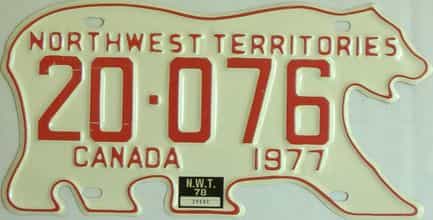 NORTHWEST TERRITORIES
20·076
CANADA 1977
N.W.T.
78